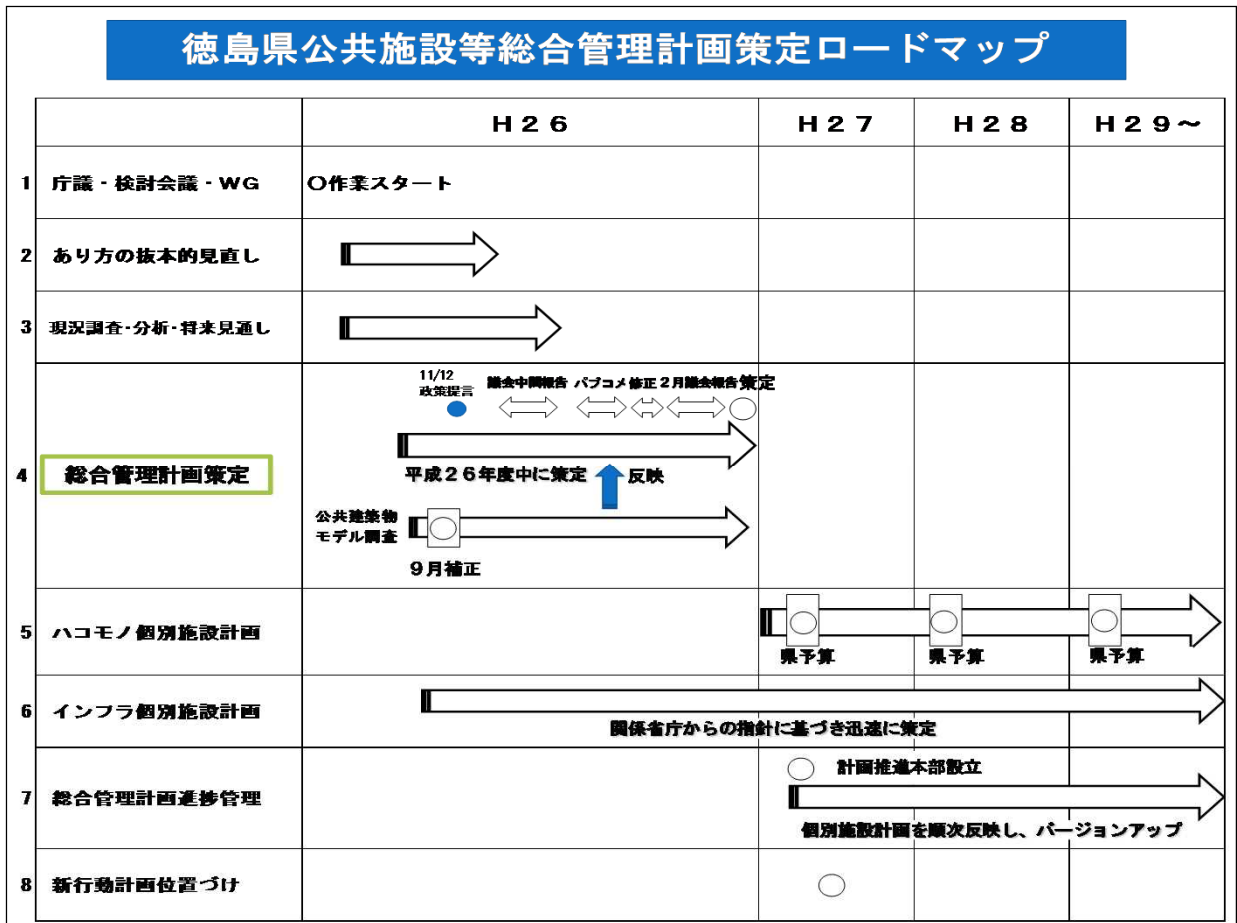 徳島県公共施設等総合管理計画策定ロードマップ
H26 H27 H28 H29～
1 庁議・検討会議・WG 〇作業スタート
2 あり方の抜本的見直し
3 現況調査・分析・将来見通し
11/12
政策提言 議会中間報告 パブコメ 修正 2月議会報告 策定
4 総合管理計画策定
平成26年度中に策定 反映
公共建築物
モデル調査
9月補正
5 ハコモノ個別施設計画
県予算 県予算 県予算
6 インフラ個別施設計画
関係省庁からの指針に基づき迅速に策定
計画推進本部設立
7 総合管理計画進捗管理
個別施設計画を順次反映し、バージョンアップ
8 新行動計画位置づけ